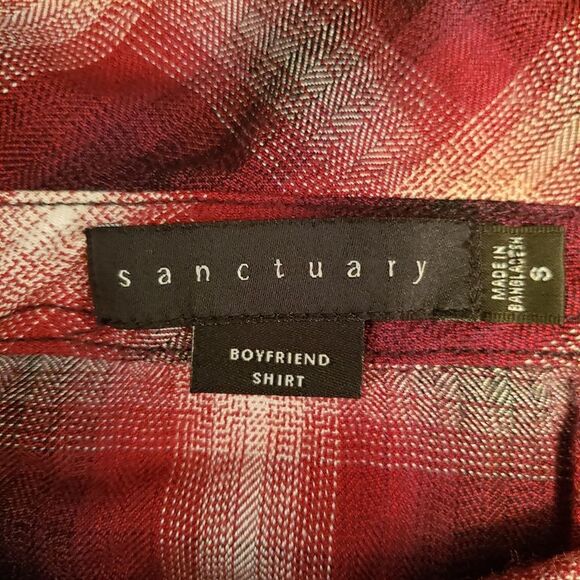 sanctuary
BOYFRIEND
SHIRT
MADE IN
BANGLADESH
S